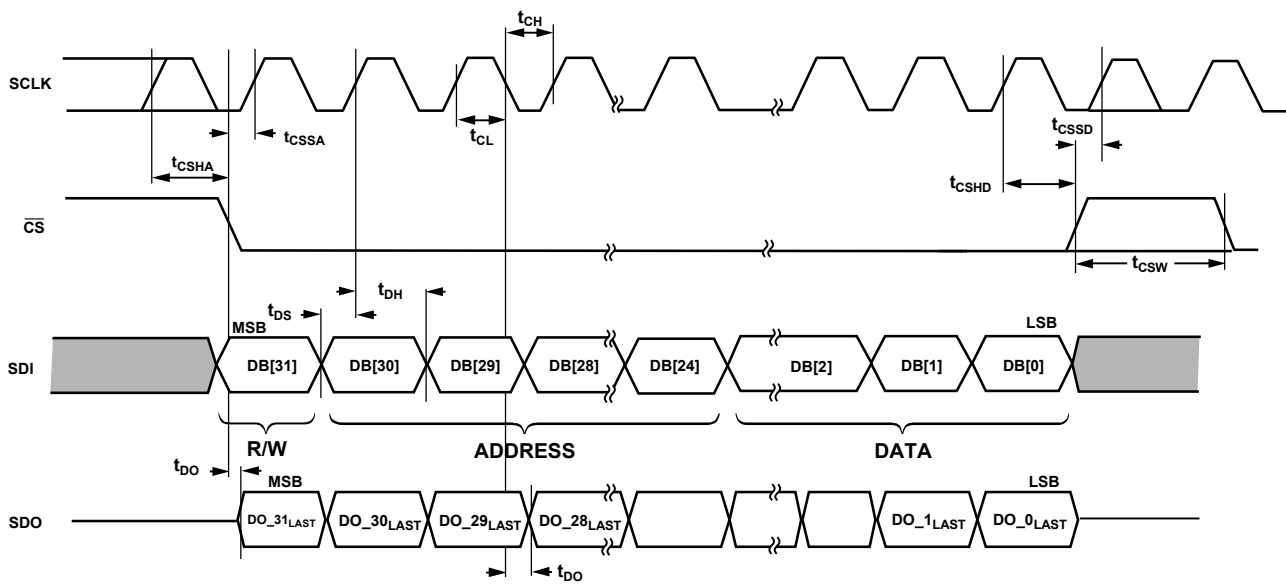 tCH
SCLK
tCSSA
tCL
tCSSD
tCSHA
tCSHD
CS
tCSW
tDS
tDH
MSB
LSB
SDI
DB[31]
DB[30]
DB[29]
DB[28]
DB[24]
DB[2]
DB[1]
DB[0]
R/W
ADDRESS
DATA
tDO
MSB
LSB
SDO
DO_31LAST
DO_30LAST
DO_29LAST
DO_28LAST
DO_1LAST
DO_0LAST
tDO